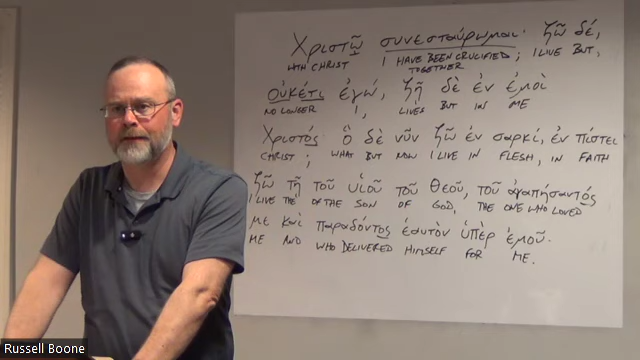 Χριστῷ συνεσταύρωμαι· ζῶ δέ,
WITH CHRIST I HAVE BEEN CRUCIFIED; I LIVE BUT,
TOGETHER
Οὐκέτι ἐγώ, ζῇ δὲ ἐν ἐμοὶ
NO LONGER I, LIVES BUT IN ME
Χριστός· ὃ δὲ νῦν ζῶ ἐν σαρκί, ἐν πίστει
CHRIST; WHAT BUT NOW I LIVE IN FLESH, IN FAITH
ζῶ τῇ τοῦ υἱοῦ τοῦ θεοῦ, τοῦ ἀγαπήσαντός
I LIVE THE OF THE SON OF GOD, THE ONE WHO LOVED
με καὶ παραδόντος ἑαυτὸν ὑπὲρ ἐμοῦ.
ME AND WHO DELIVERED HIMSELF FOR ME.
Russell Boone